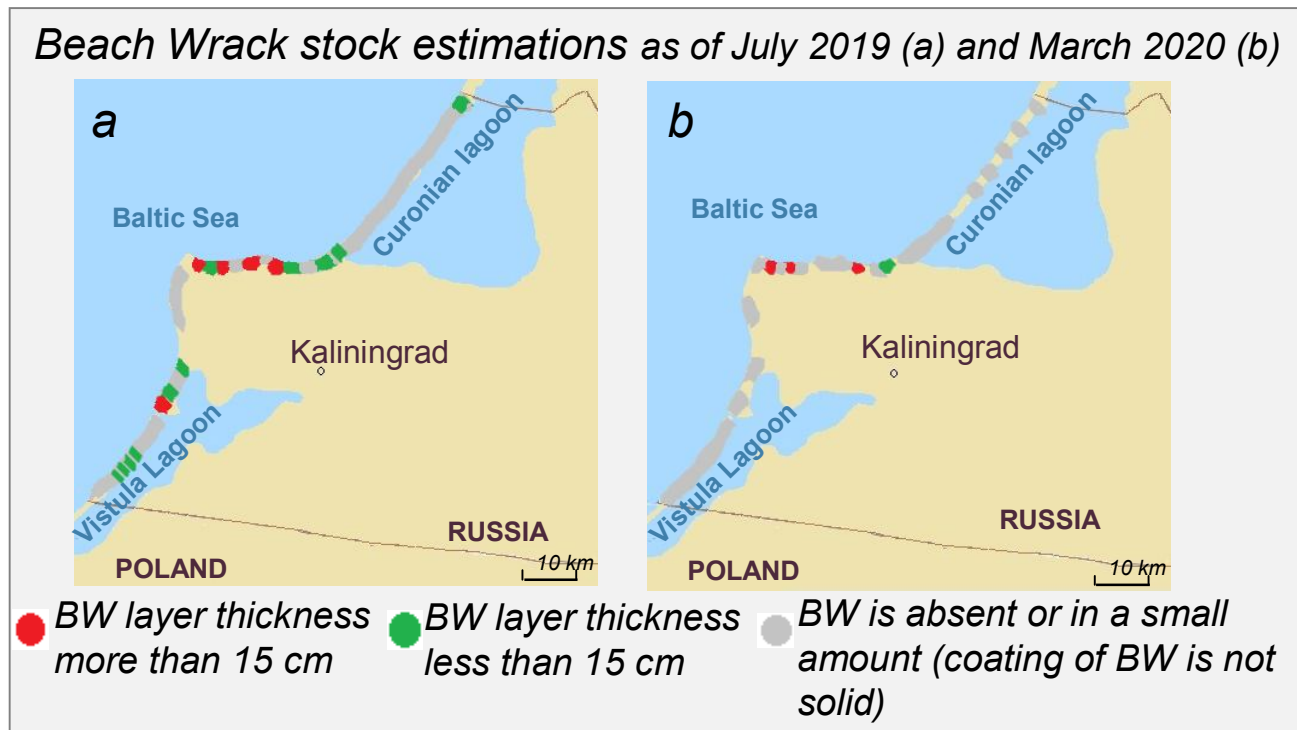 Beach Wrack stock estimations as of July 2019 (a) and March 2020 (b)
a
Baltic Sea
Curonian lagoon
Kaliningrad
Vistula Lagoon
RUSSIA
POLAND
10 km
b
Baltic Sea
Curonian lagoon
Kaliningrad
Vistula Lagoon
RUSSIA
POLAND
10 km
BW layer thickness
more than 15 cm
BW layer thickness
less than 15 cm
BW is absent or in a small
amount (coating of BW is not
solid)